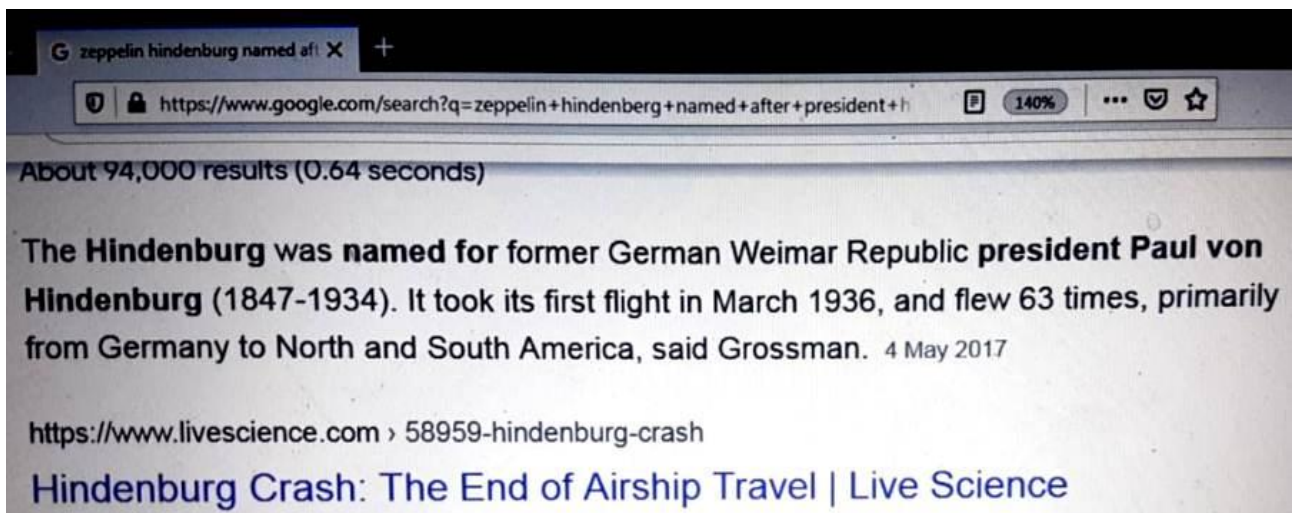 G zeppelin hindenburg named aft
https://www.google.com/search?q=zeppelin+hindenberg+named+after+president+h
140%
About 94,000 results (0.64 seconds)
The Hindenburg was named for former German Weimar Republic president Paul von
Hindenburg (1847-1934). It took its first flight in March 1936, and flew 63 times, primarily
from Germany to North and South America, said Grossman. 4 May 2017
https://www.livescience.com › 58959-hindenburg-crash
Hindenburg Crash: The End of Airship Travel | Live Science